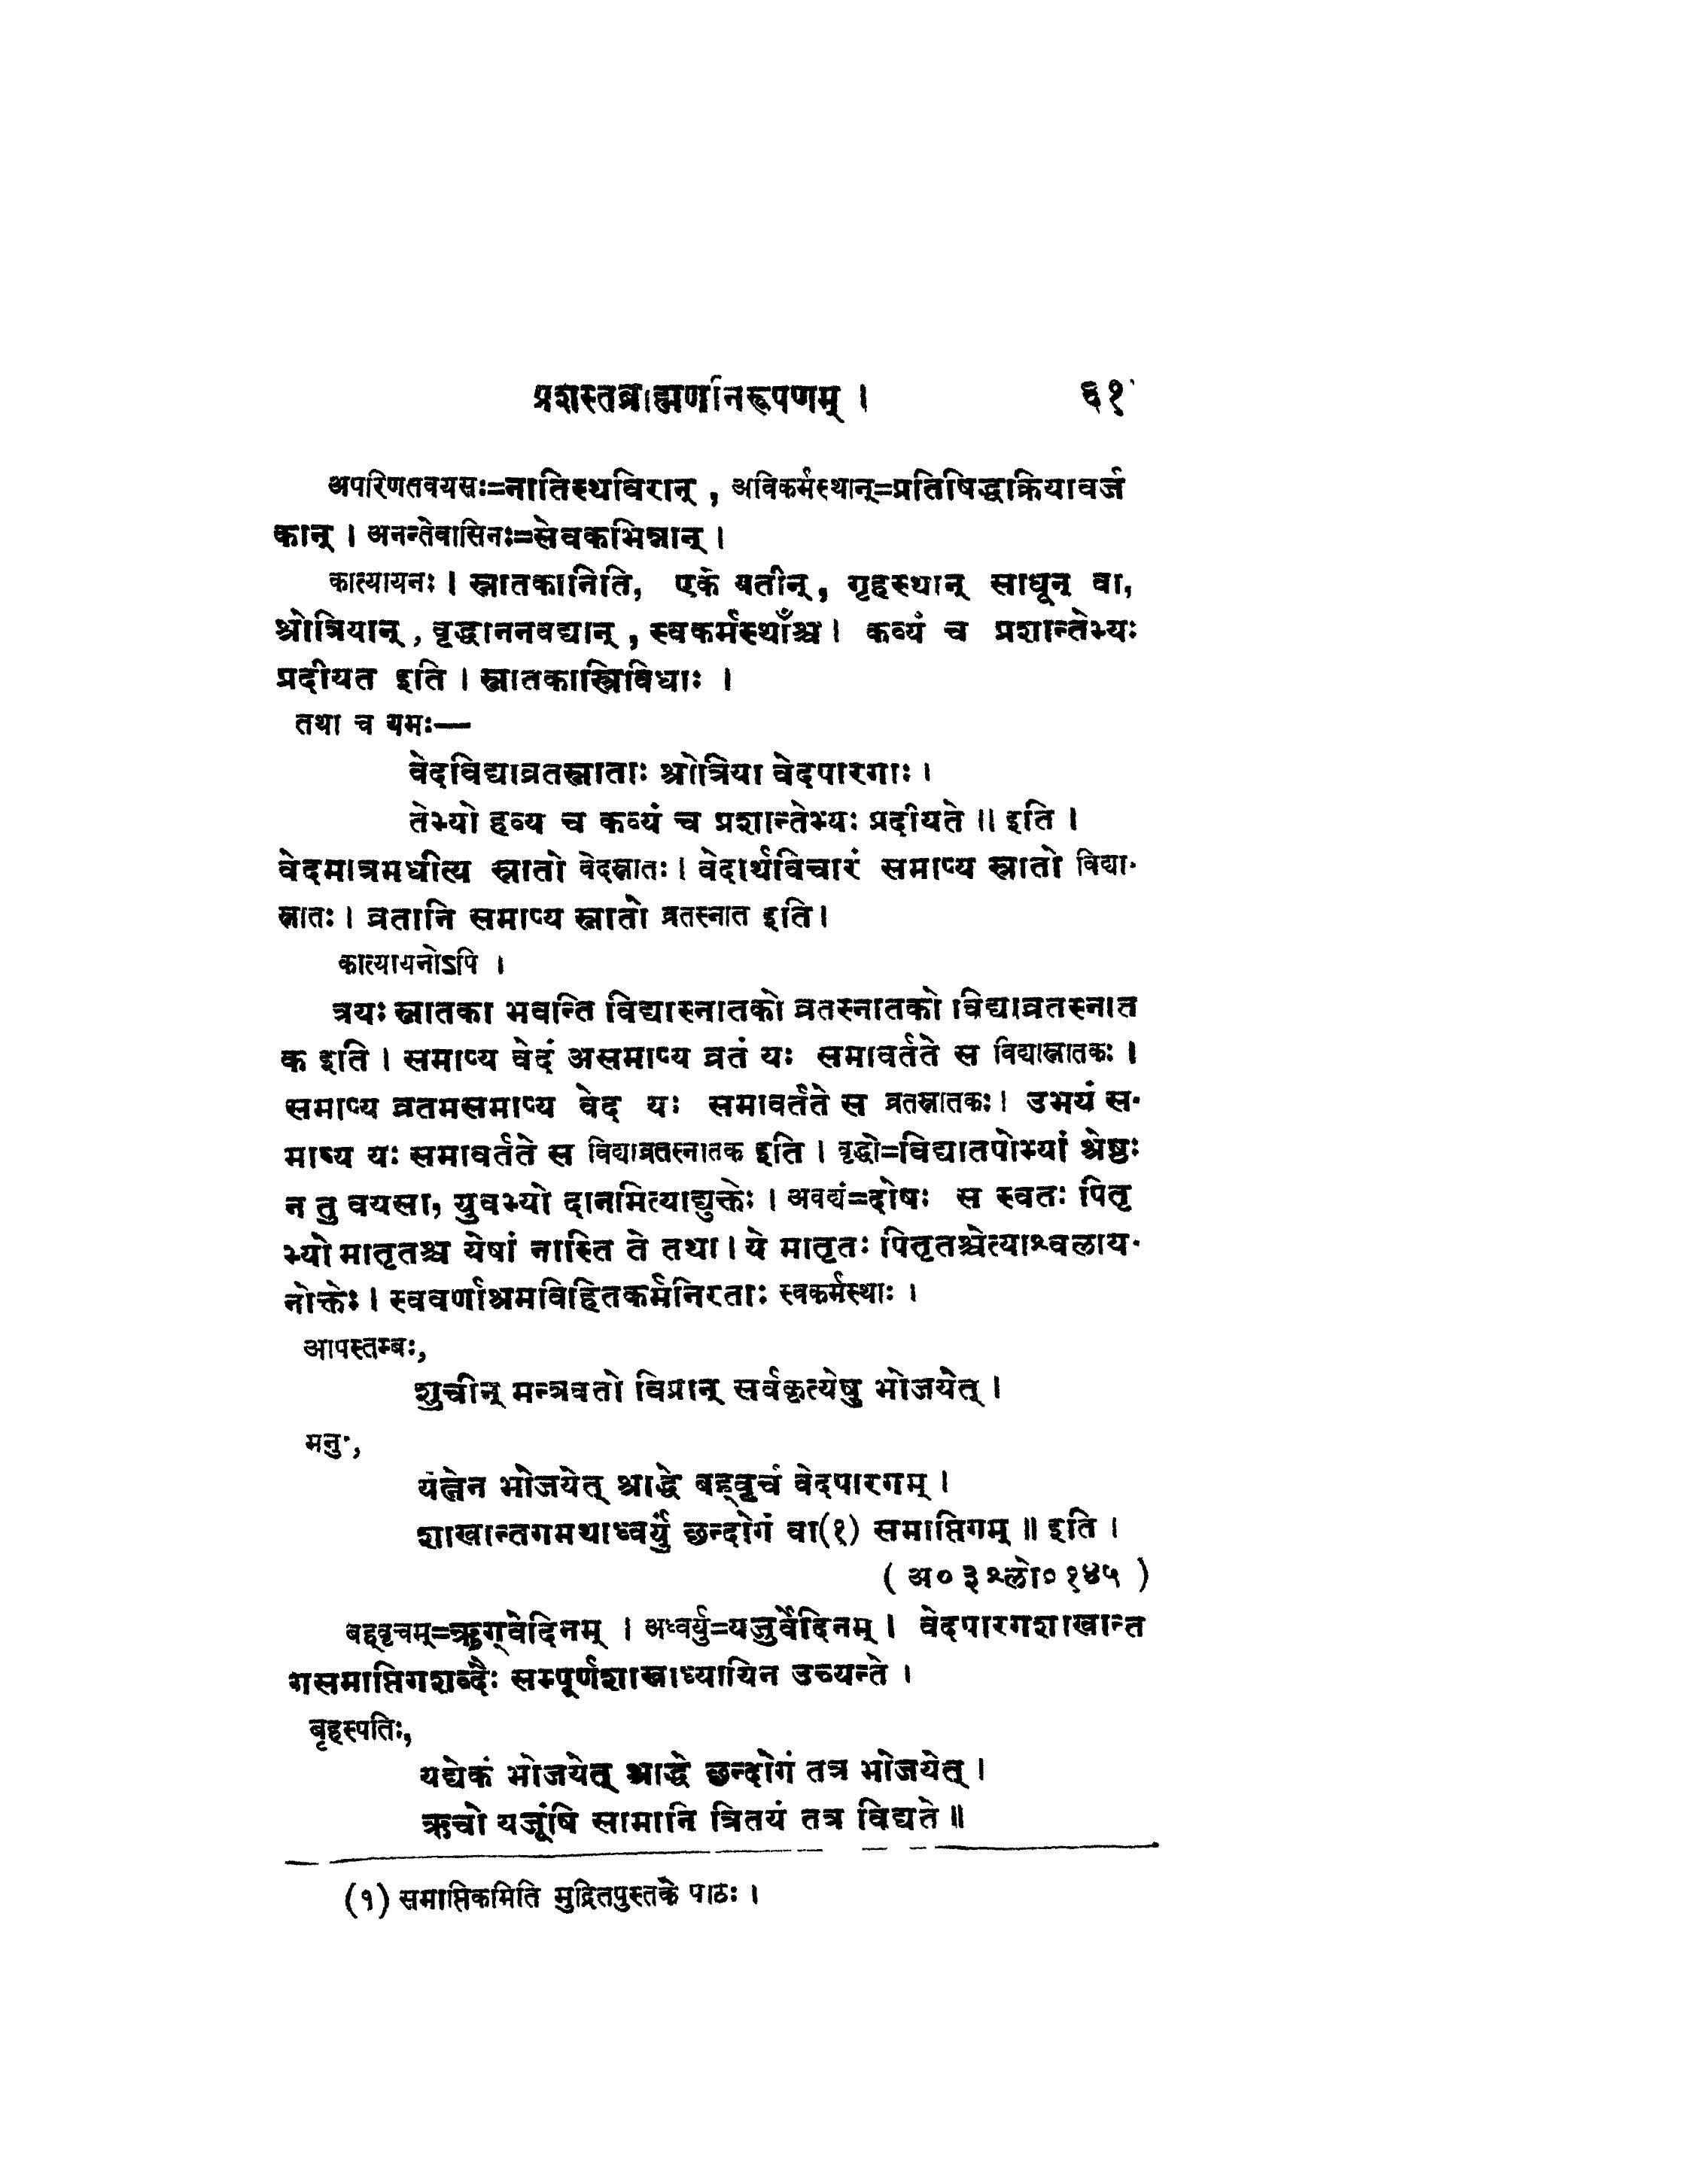 प्रशस्तब्राह्मणनिरूपणम् । ६१
अपरिणतवयसः=नातिस्थविरान् , अविकर्मस्थान्=प्रतिषिद्धक्रियावर्ज
कान् । अनन्तेवासिनः=सेवकभिन्नान् ।
कात्यायनः । स्नातकानिति, एके यतीन् , गृहस्थान् साधून् वा,
श्रोत्रियान् , वृद्धाननवद्यान् , स्वकर्मस्थाँश्च । कव्यं च प्रशान्तेभ्यः
प्रदीयत इति । स्नातकास्त्रिविधाः ।
तथा च यमः—
वेदविद्याव्रतस्नाताः श्रोत्रिया वेदपारगाः ।
तेभ्यो हव्य च कव्यं च प्रशान्तेभ्यः प्रदीयते ॥ इति ।
वेदमात्रमधीत्य स्नातो वेदस्नातः । वेदार्थविचारं समाप्य स्नातो विद्या-
स्नातः । व्रतानि समाप्य स्नातो व्रतस्नात इति ।
कात्यायनोऽपि ।
त्रयः स्नातका भवन्ति विद्यास्नातको व्रतस्नातको विद्याव्रतस्नात
क इति । समाप्य वेदं असमाप्य व्रतं यः समावर्तते स विद्यास्नातकः ।
समाप्य व्रतमसमाप्य वेद यः समावर्तते स व्रतस्नातकः । उभयं स-
माप्य यः समावर्तते स विद्याव्रतस्नातक इति । वृद्धो=विद्यातपोभ्यां श्रेष्ठः
न तु वयसा, युवभ्यो दानमित्याद्युक्तेः । अवद्यं=दोषः स स्वतः पितृ
भ्यो मातृतश्च येषां नास्ति ते तथा । ये मातृतः पितृतश्चेत्याश्वलाय-
नोक्तेः । स्ववर्णाश्रमविहितकर्मनिरताः स्वकर्मस्थाः ।
आपस्तम्बः,
शुचीन् मन्त्रवतो विप्रान् सर्वकृत्येषु भोजयेत् ।
मनुः,
यत्नेन भोजयेत् श्राद्धे बह्वृचं वेदपारगम् ।
शाखान्तगमथाध्वर्युं छन्दोगं वा(१) समाप्तिगम् ॥ इति ।
( अ० ३ श्लो० १४५ )
बह्वृचम्=ऋग्वेदिनम् । अध्वर्यु=यजुर्वेदिनम् । वेदपारगशाखान्त
गसमाप्तिगशब्दैः सम्पूर्णशाखाध्यायिन उच्यन्ते ।
बृहस्पतिः,
यद्येकं भोजयेत् श्राद्धे छन्दोगं तत्र भोजयेत् ।
ऋचो यजूंषि सामानि त्रितयं तत्र विद्यते ॥
(१) समाप्तिकमिति मुद्रितपुस्तके पाठः ।